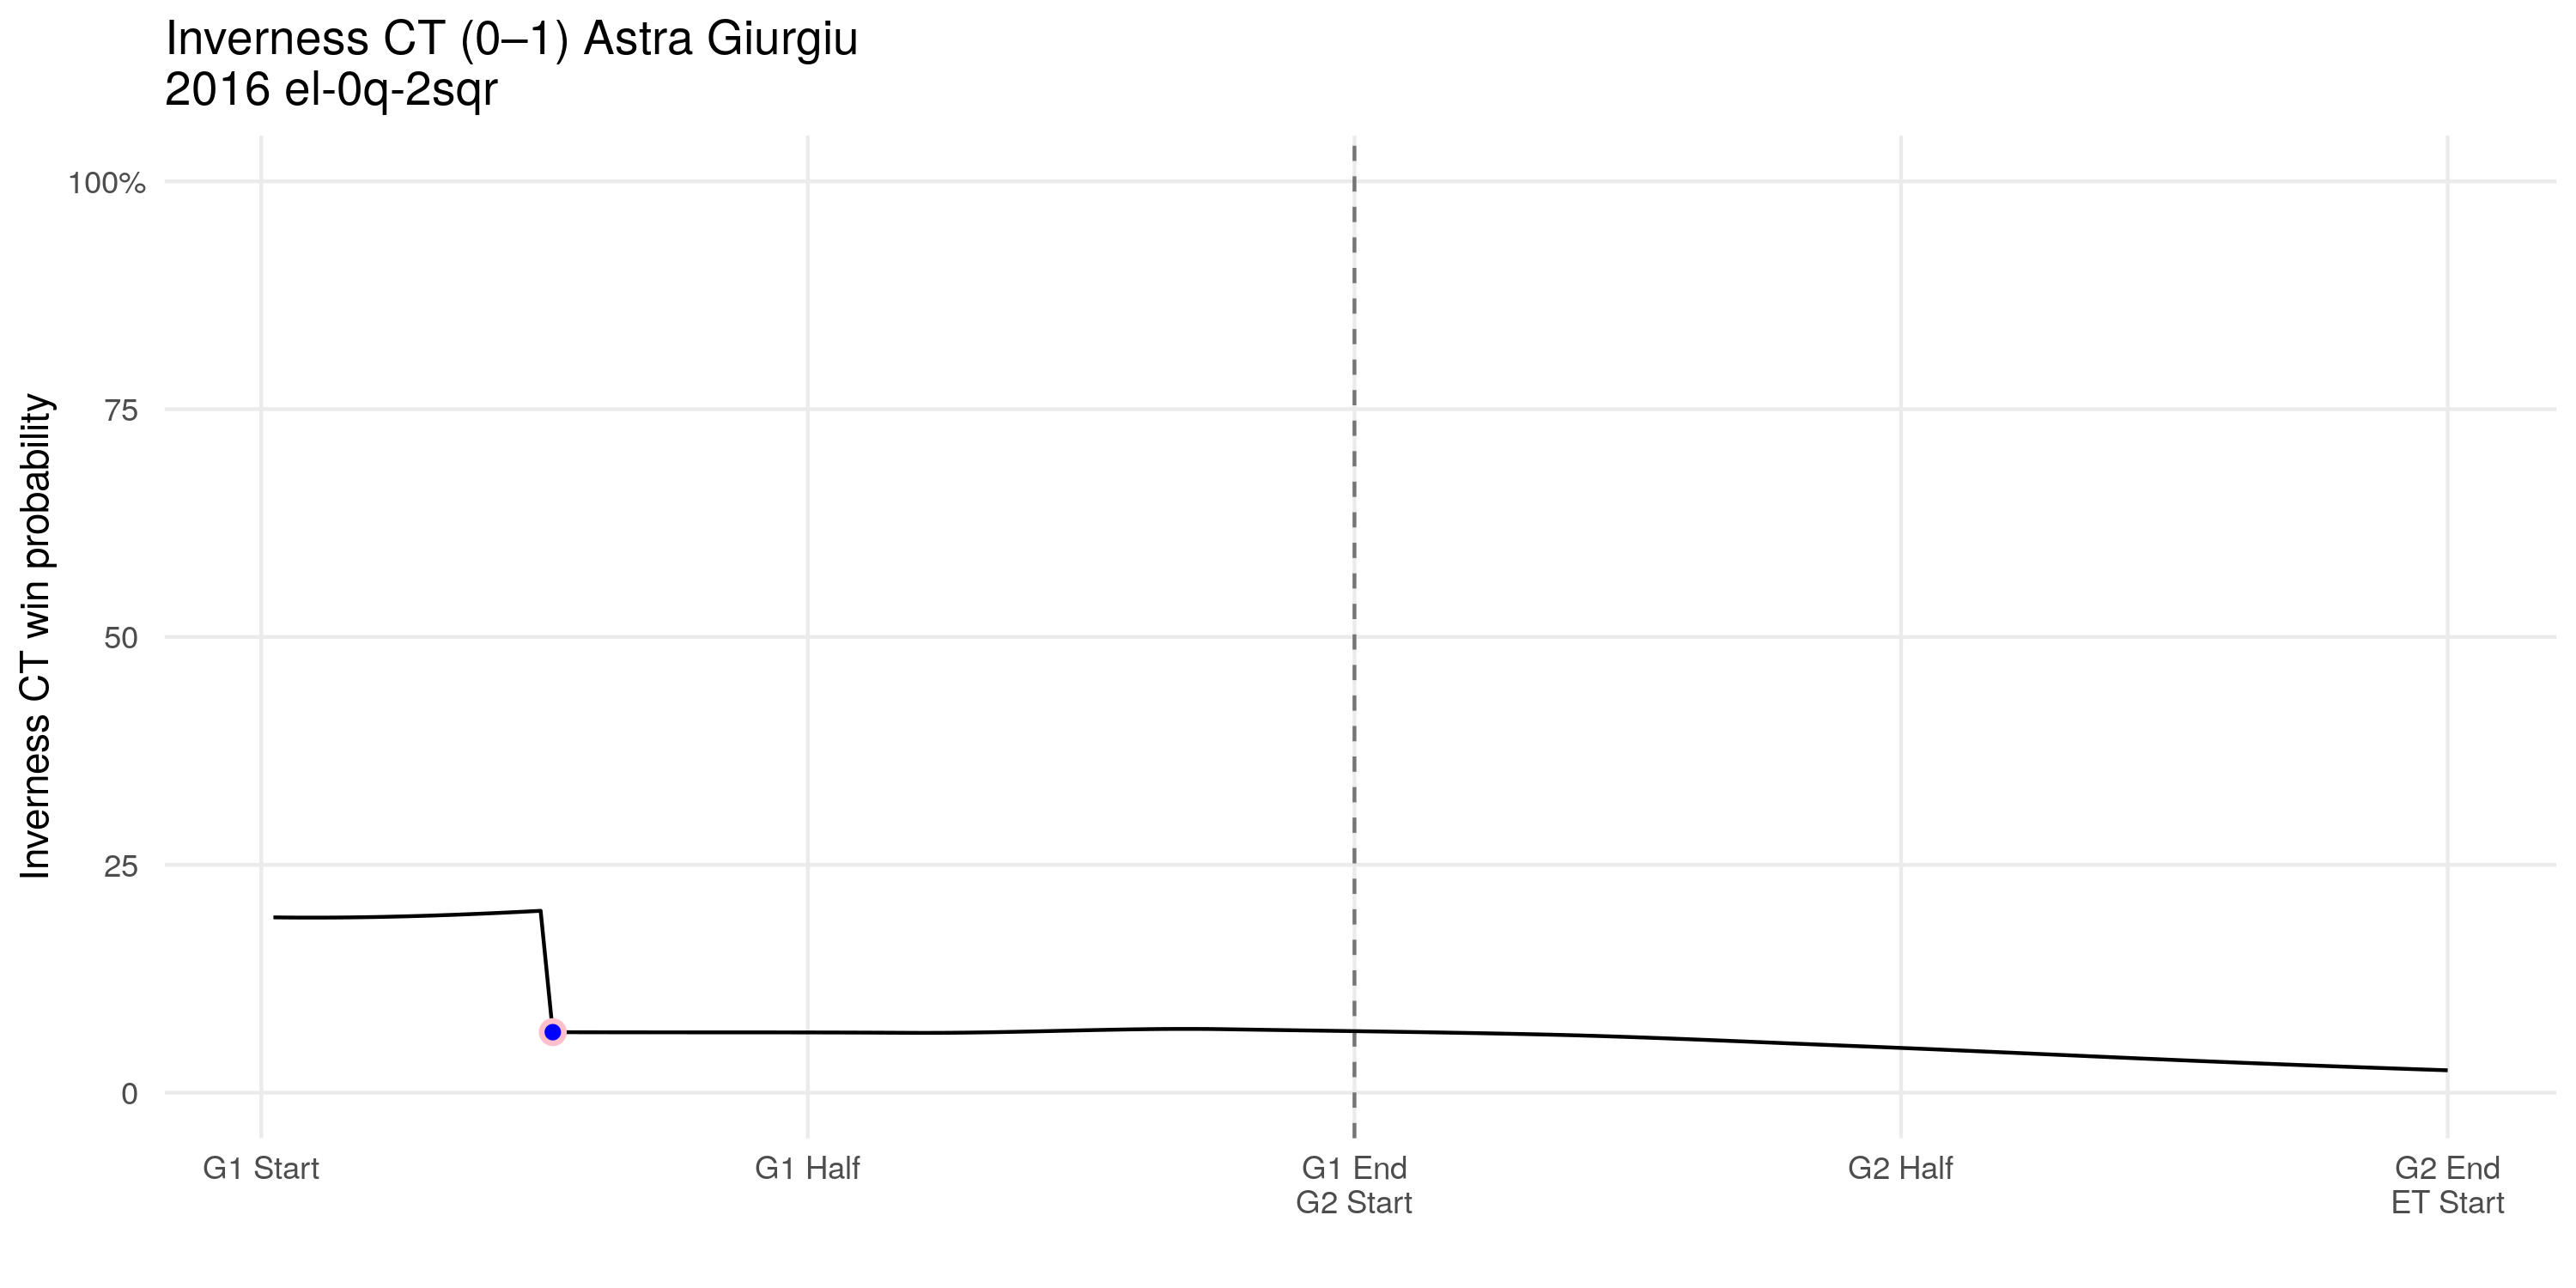 Inverness CT (0–1) Astra Giurgiu
2016 el-0q-2sqr
Inverness CT win probability
100%
75
50
25
0
G1 Start
G1 Half
G1 End
G2 Start
G2 Half
G2 End
ET Start